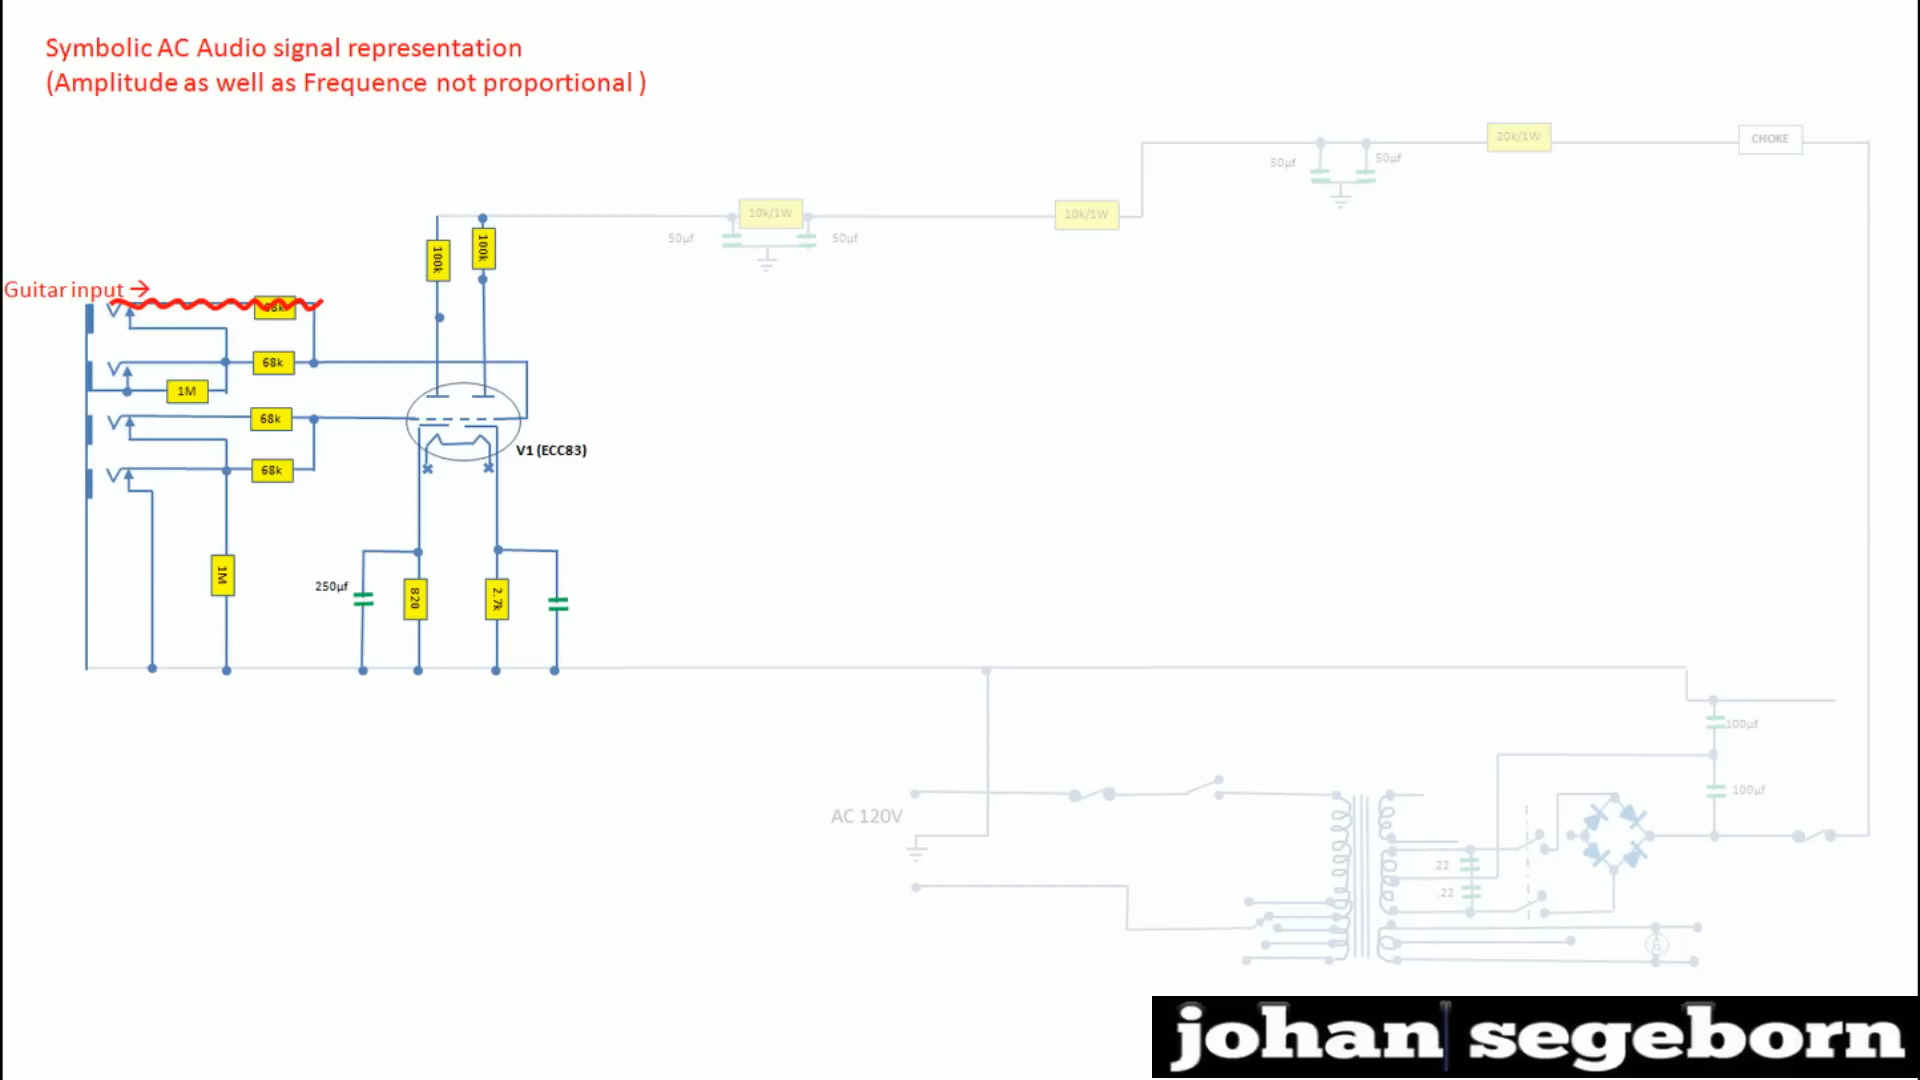 Symbolic AC Audio signal representation
(Amplitude as well as Frequence not proportional )
20k/1W
CHOKE
50µf
50µf
10k/1W
10k/1W
50µf
50µf
100k
100k
Guitar input →
68k
68k
1M
68k
V1 (ECC83)
68k
1M
250µf
820
2.7k
100µf
100µf
AC 120V
.22
.22
johan segeborn